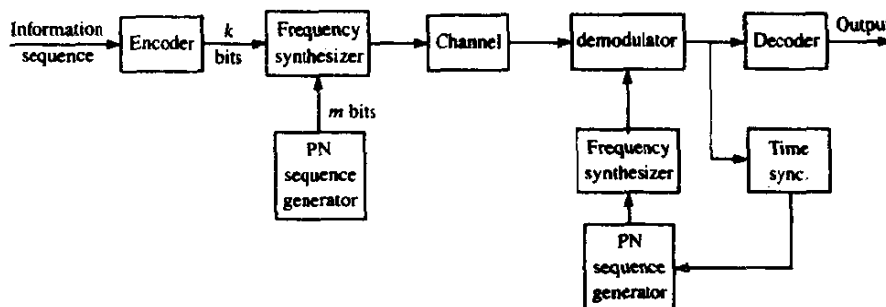 Information
sequence
Encoder
k
bits
Frequency
synthesizer
Channel
demodulator
Decoder
Output
m bits
PN
sequence
generator
Frequency
synthesizer
Time
sync.
PN
sequence
generator